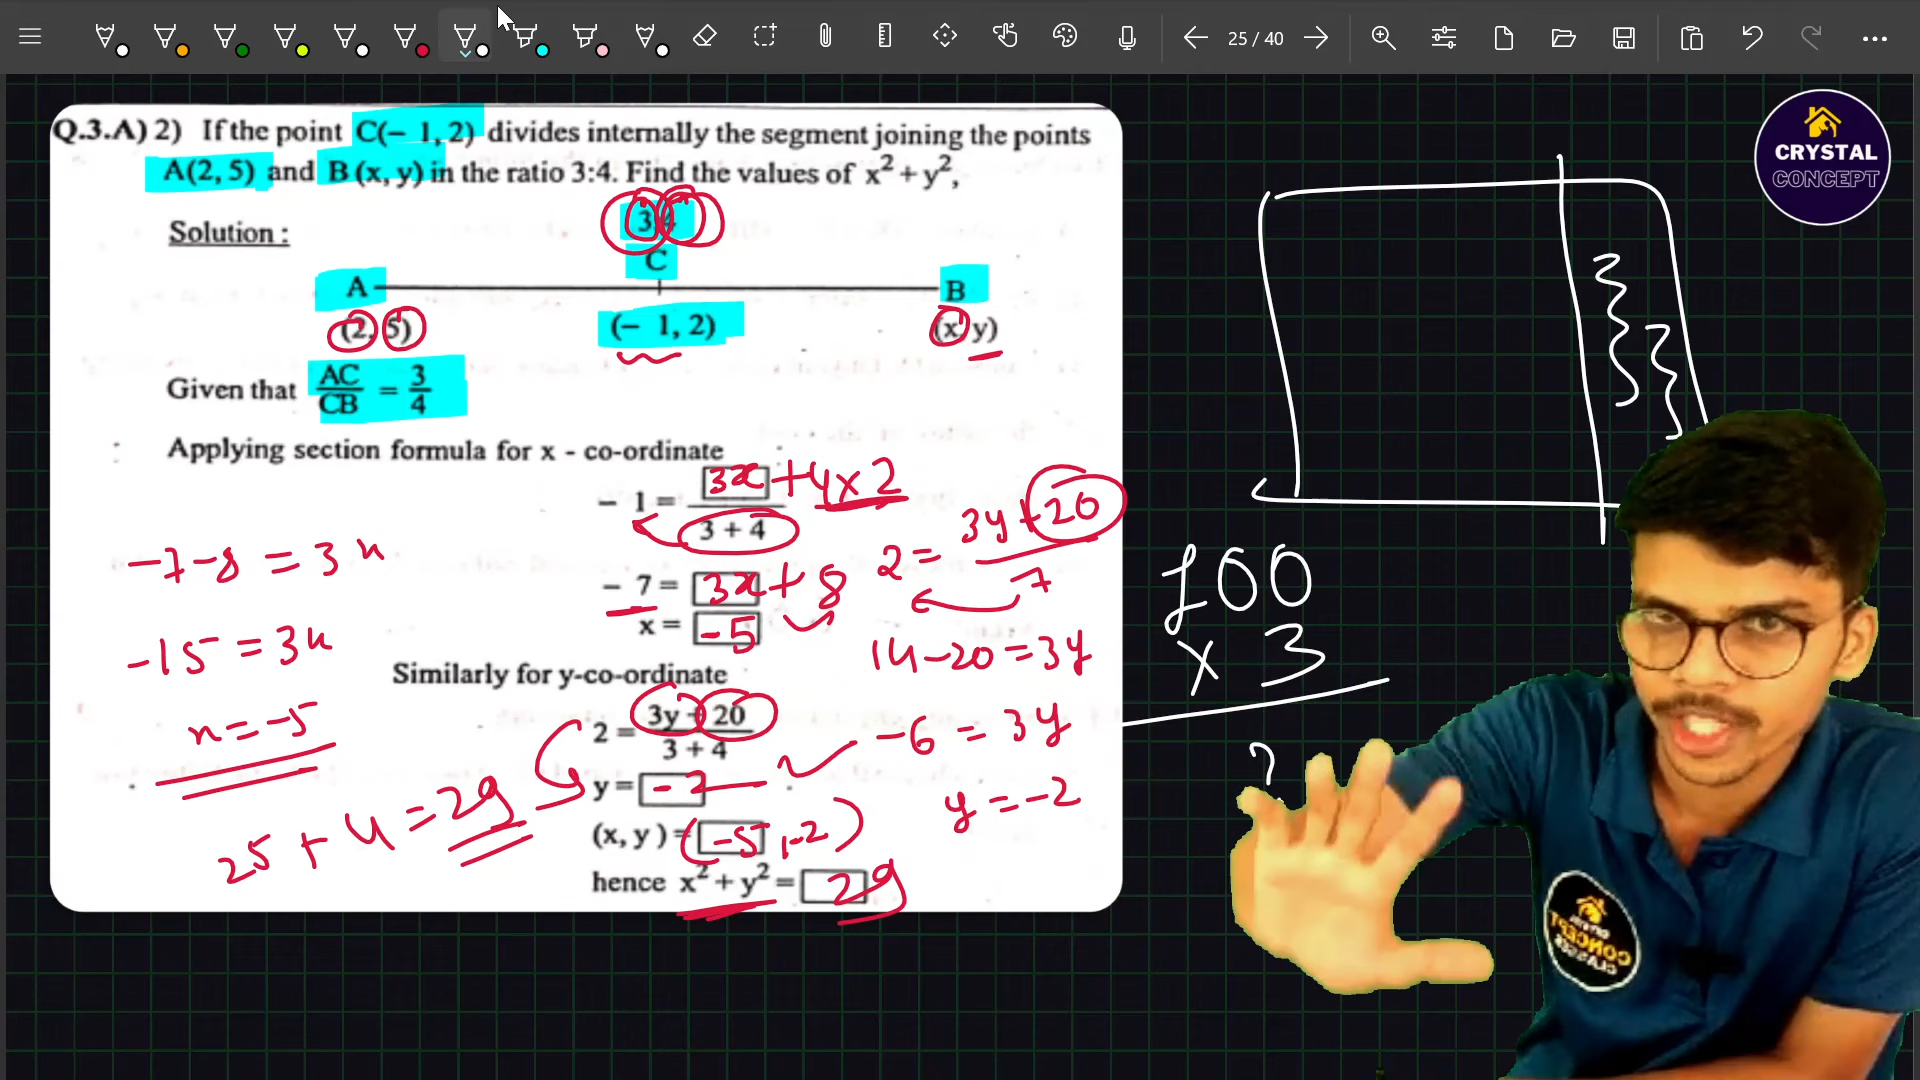 25 / 40
Q.3.A) 2) If the point C(− 1, 2) divides internally the segment joining the points
A(2, 5) and B (x, y) in the ratio 3:4. Find the values of x² + y²,
Solution :
3
C
A B
(2, 5) (− 1, 2) (x, y)
Given that AC/CB = 3/4
Applying section formula for x - co-ordinate
− 1 = 3x + 4 x 2
3 + 4
− 7 = 3x + 8
x = -5
Similarly for y-co-ordinate
2 = 3y + 20
3 + 4
y = -2
(x, y) = (-5, -2)
hence x² + y² = 29
-7-8 = 3x
-15 = 3x
x = -5
25 + 4 = 29
2 = 3y + 20
7
14-20 = 3y
-6 = 3y
y = -2
100
x 3
CRYSTAL
CONCEPT
CONCEPT
CLASSES